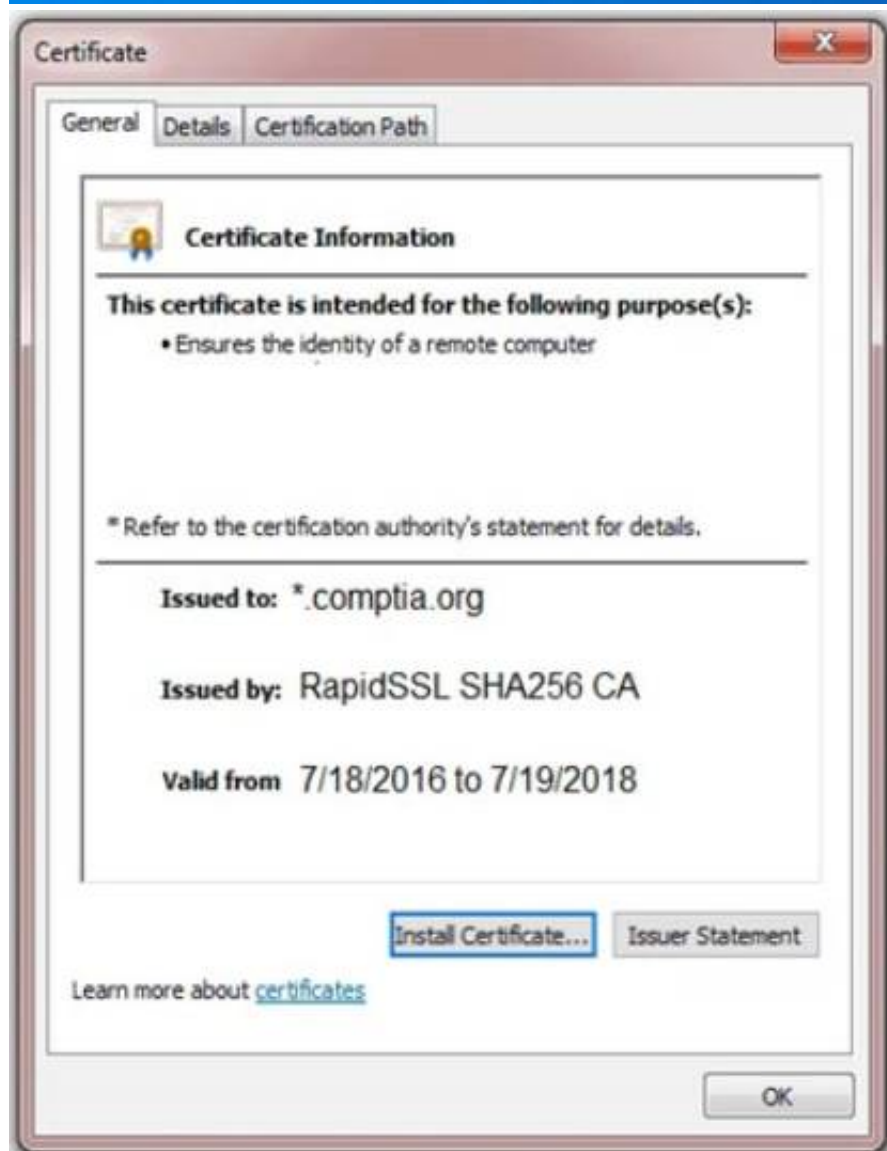 Certificate
General Details Certification Path
Certificate Information
This certificate is intended for the following purpose(s):
• Ensures the identity of a remote computer
* Refer to the certification authority's statement for details.
Issued to: *.comptia.org
Issued by: RapidSSL SHA256 CA
Valid from 7/18/2016 to 7/19/2018
Install Certificate... Issuer Statement
Learn more about certificates
OK